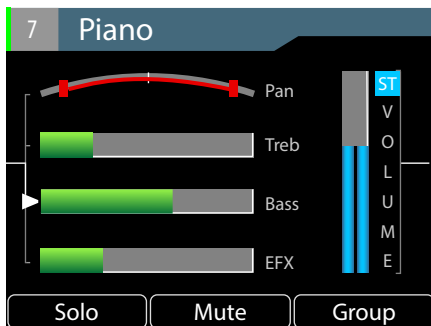 7 Piano
Pan
Treb
Bass
EFX
ST
V
O
L
U
M
E
Solo Mute Group